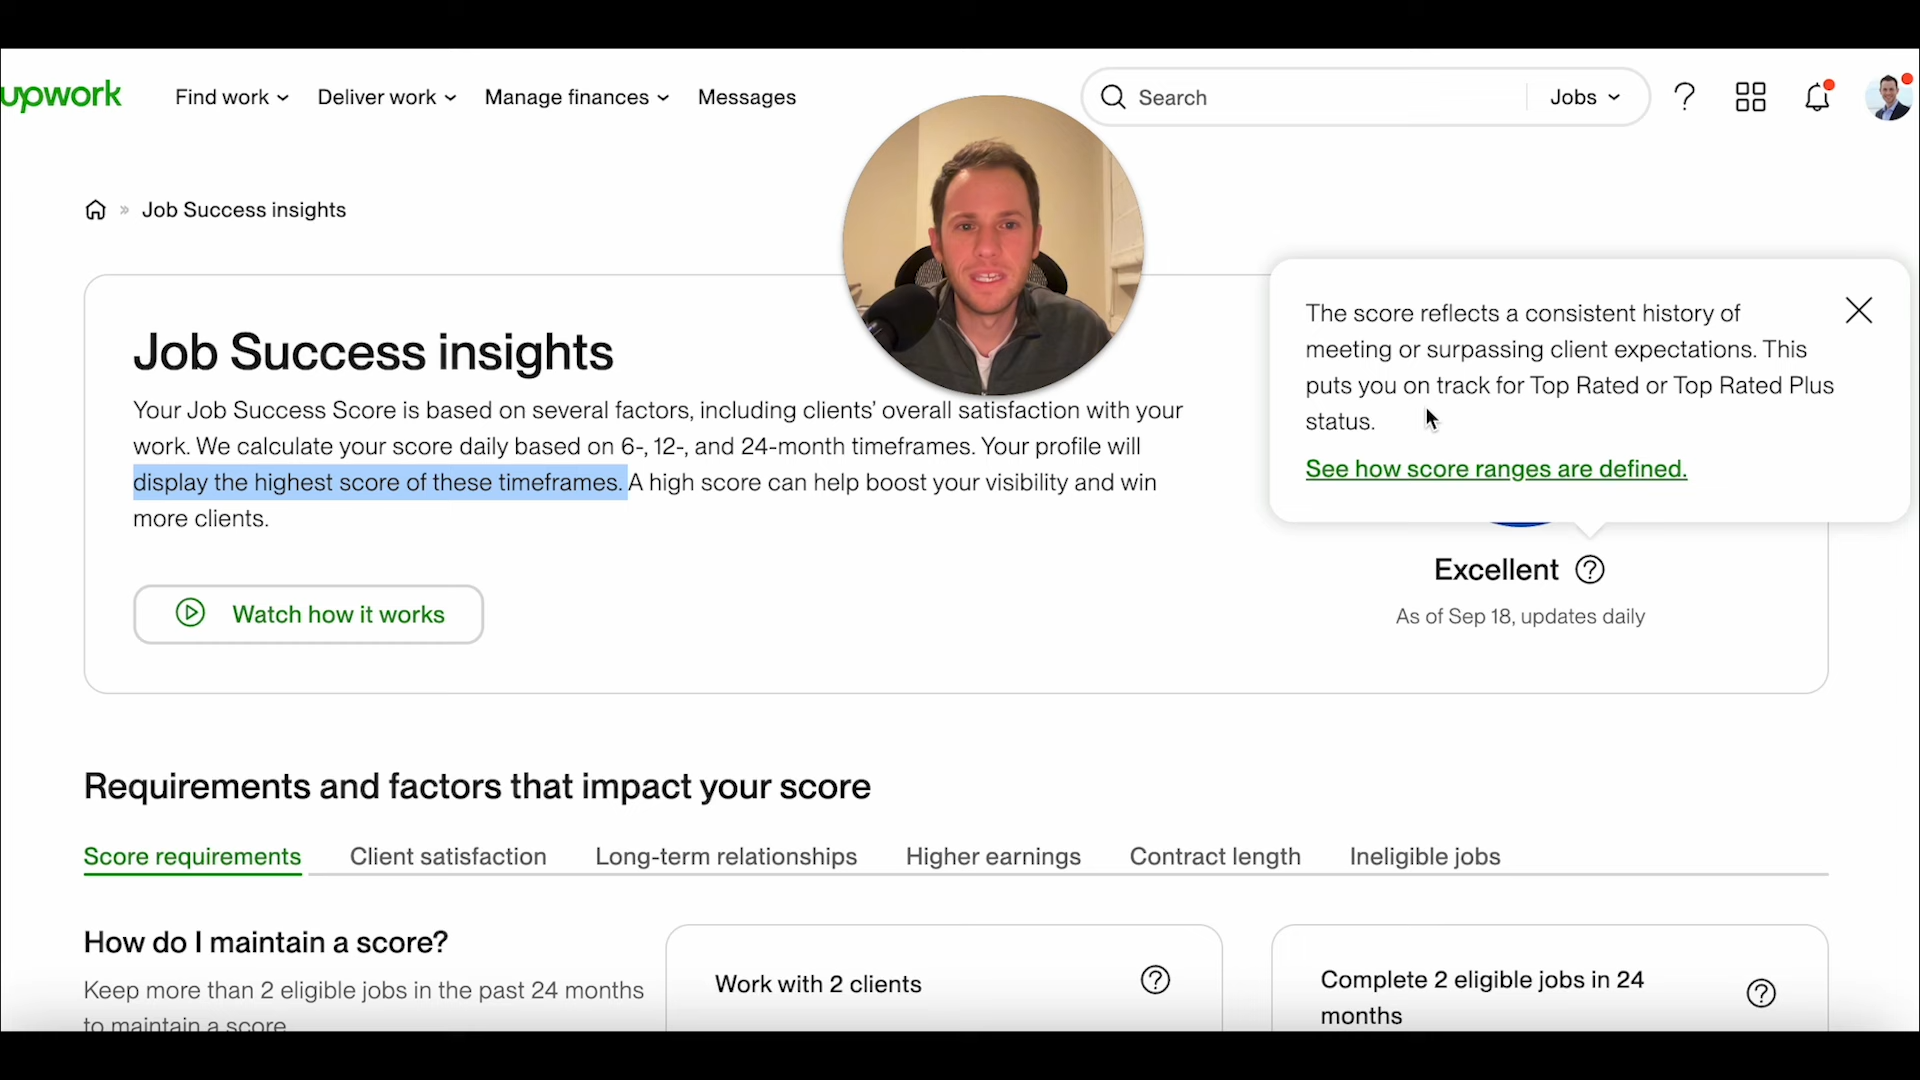 upwork
Find work
Deliver work
Manage finances
Messages
Search
Jobs
Job Success insights
Job Success insights
Your Job Success Score is based on several factors, including clients’ overall satisfaction with your
work. We calculate your score daily based on 6-, 12-, and 24-month timeframes. Your profile will
display the highest score of these timeframes. A high score can help boost your visibility and win
more clients.
Watch how it works
The score reflects a consistent history of
meeting or surpassing client expectations. This
puts you on track for Top Rated or Top Rated Plus
status.
See how score ranges are defined.
Excellent
As of Sep 18, updates daily
Requirements and factors that impact your score
Score requirements
Client satisfaction
Long-term relationships
Higher earnings
Contract length
Ineligible jobs
How do I maintain a score?
Keep more than 2 eligible jobs in the past 24 months
to maintain a score
Work with 2 clients
Complete 2 eligible jobs in 24
months